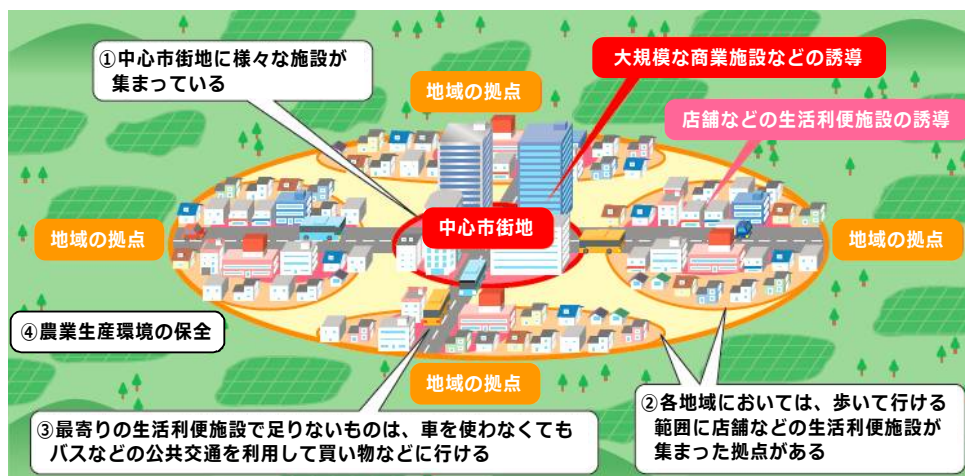 ①中心市街地に様々な施設が
集まっている
大規模な商業施設などの誘導
地域の拠点
店舗などの生活利便施設の誘導
地域の拠点
中心市街地
地域の拠点
④農業生産環境の保全
地域の拠点
③最寄りの生活利便施設で足りないものは、車を使わなくても
バスなどの公共交通を利用して買い物などに行ける
②各地域においては、歩いて行ける
範囲に店舗などの生活利便施設が
集まった拠点がある